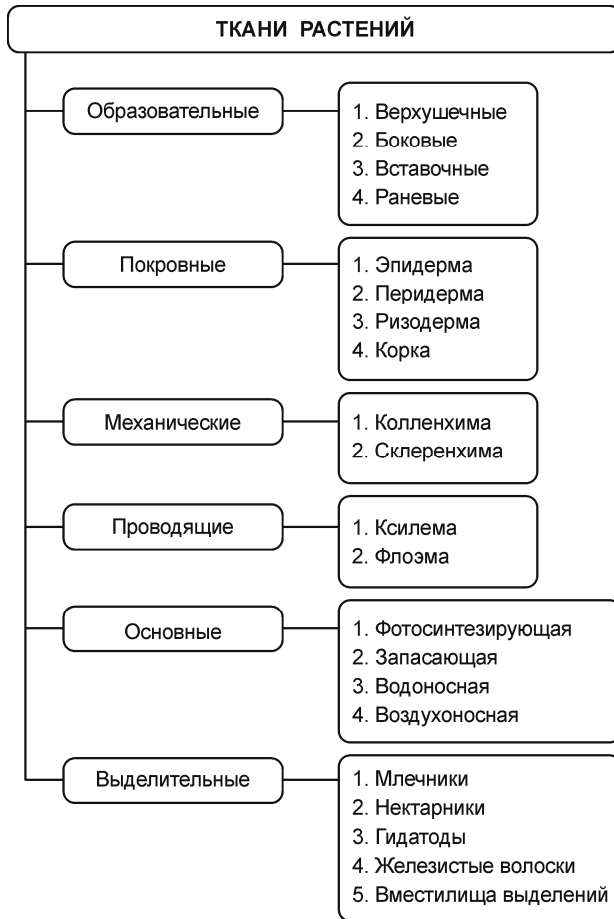 ТКАНИ РАСТЕНИЙ
Образовательные
1. Верхушечные
2. Боковые
3. Вставочные
4. Раневые
Покровные
1. Эпидерма
2. Перидерма
3. Ризодерма
4. Корка
Механические
1. Колленхима
2. Склеренхима
Проводящие
1. Ксилема
2. Флоэма
Основные
1. Фотосинтезирующая
2. Запасающая
3. Водоносная
4. Воздухоносная
Выделительные
1. Млечники
2. Нектарники
3. Гидатоды
4. Железистые волоски
5. Вместилища выделений